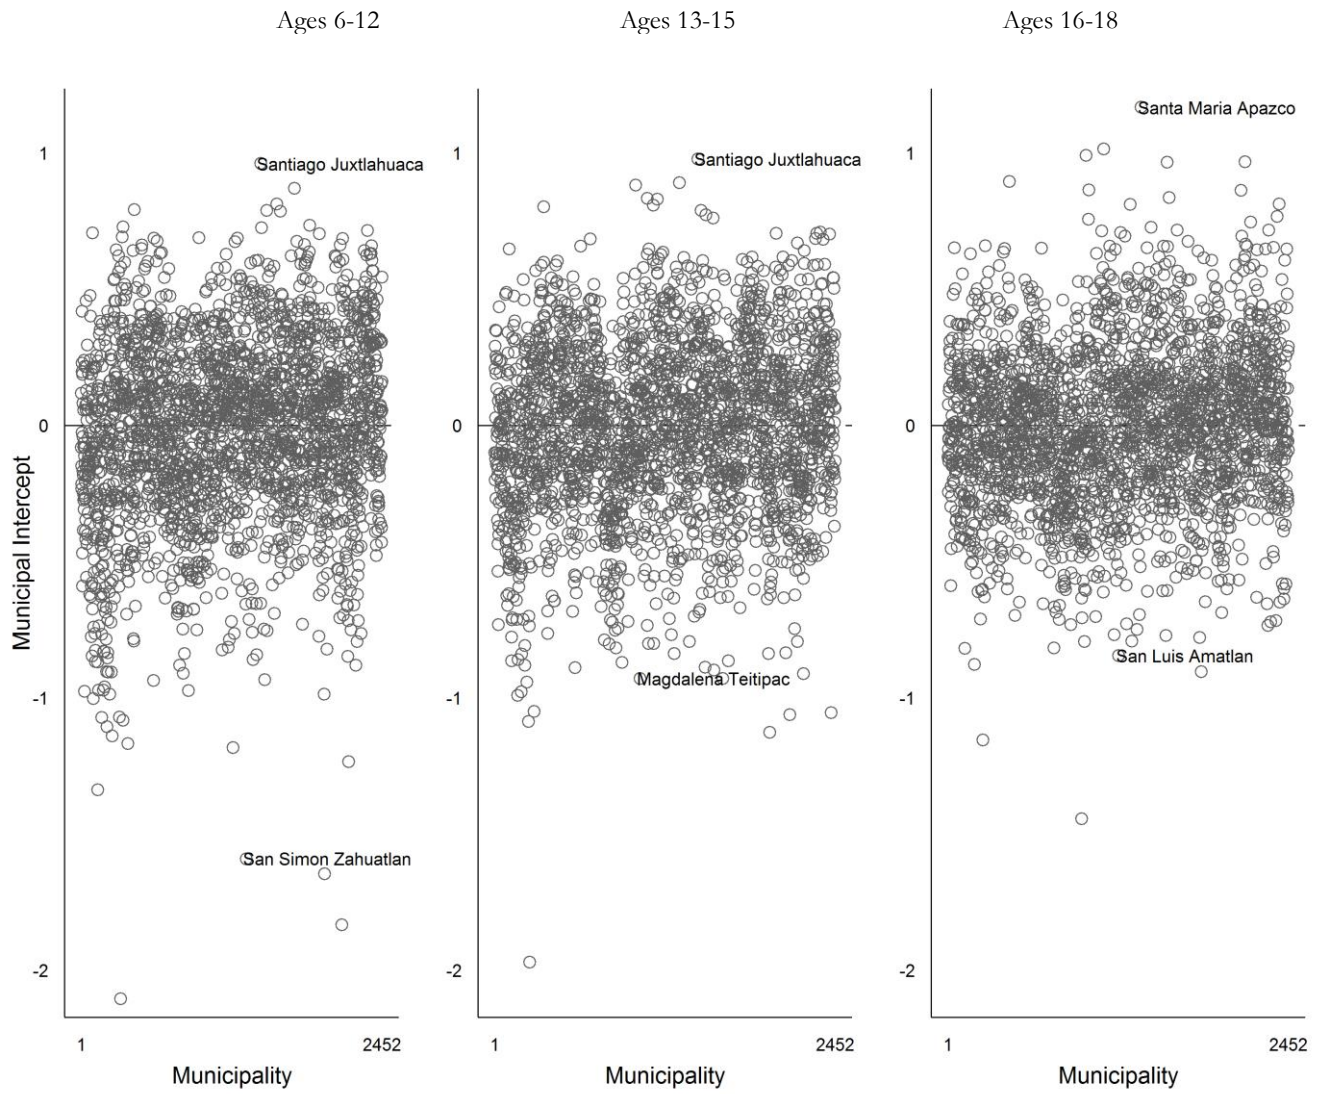 Ages 6-12
Ages 13-15
Ages 16-18
Municipal Intercept
1
0
-1
-2
Santiago Juxtlahuaca
San Simon Zahuatlan
1
2452
Municipality
1
0
-1
-2
Santiago Juxtlahuaca
Magdalena Teitipac
1
2452
Municipality
1
0
-1
-2
Santa Maria Apazco
San Luis Amatlan
1
2452
Municipality